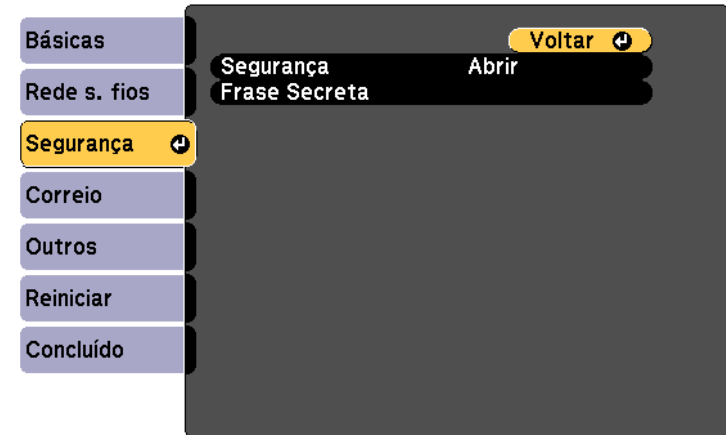 Básicas
Rede s. fios
Segurança
Correio
Outros
Reiniciar
Concluído
Voltar
Segurança Abrir
Frase Secreta